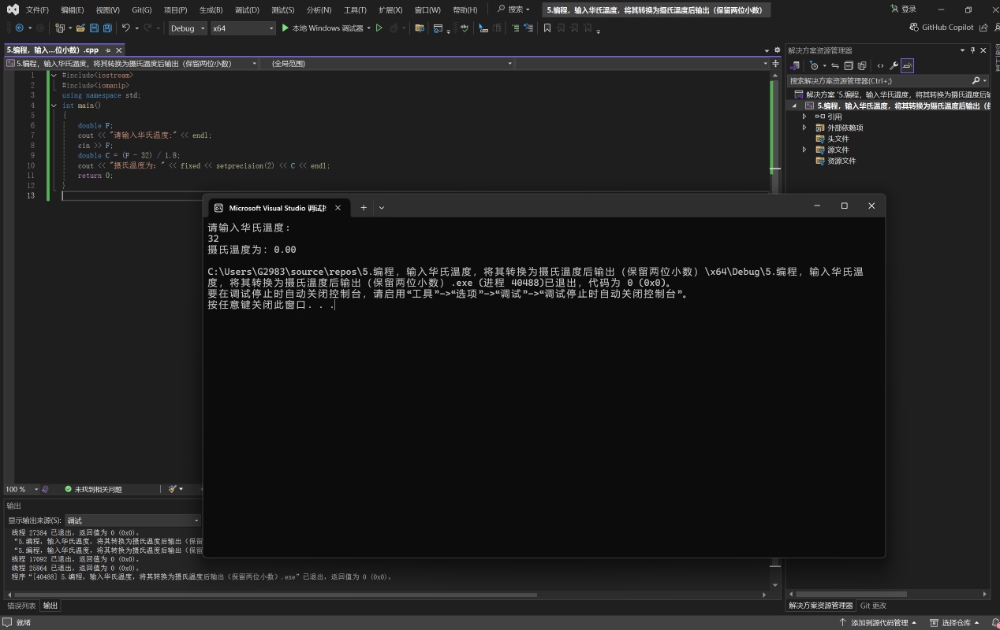 文件(F) 编辑(E) 视图(V) Git(G) 项目(P) 生成(B) 调试(D) 测试(S) 分析(N) 工具(T) 扩展(X) 窗口(W) 帮助(H) 搜索 5.编程，输入华氏温度，将其转换为摄氏温度后输出（保留两位小数） 登录
Debug x64 本地 Windows 调试器 GitHub Copilot
5.编程，输入...位小数）.cpp
5.编程，输入华氏温度，将其转换为摄氏温度后输出（保留两位小数） (全局范围)
1 #include<iostream>
2 #include<iomanip>
3 using namespace std;
4 int main()
5 {
6 double F;
7 cout << "请输入华氏温度:" << endl;
8 cin >> F;
9 double C = (F - 32) / 1.8;
10 cout << "摄氏温度为：" << fixed << setprecision(2) << C << endl;
11 return 0;
12 }
13
解决方案资源管理器
搜索解决方案资源管理器(Ctrl+;)
解决方案 '5.编程，输入华氏温度，将其转换为摄氏温度后输
5.编程，输入华氏温度，将其转换为摄氏温度后输出（
引用
外部依赖项
头文件
源文件
资源文件
Microsoft Visual Studio 调试
请输入华氏温度:
32
摄氏温度为：0.00
C:\Users\G2983\source\repos\5.编程，输入华氏温度，将其转换为摄氏温度后输出（保留两位小数）\x64\Debug\5.编程，输入华氏温
度，将其转换为摄氏温度后输出（保留两位小数）.exe (进程 40488)已退出，代码为 0 (0x0)。
要在调试停止时自动关闭控制台，请启用“工具”->“选项”->“调试”->“调试停止时自动关闭控制台”。
按任意键关闭此窗口. . .
100 % 未找到相关问题
输出
显示输出来源(S): 调试
线程 27384 已退出，返回值为 0 (0x0)。
“5.编程，输入华氏温度，将其转换为摄氏温度后输出（保留
“5.编程，输入华氏温度，将其转换为摄氏温度后输出（保留
线程 17092 已退出，返回值为 0 (0x0)。
线程 25864 已退出，返回值为 0 (0x0)。
程序“[40488] 5.编程，输入华氏温度，将其转换为摄氏温度后输出（保留两位小数）.exe”已退出，返回值为 0 (0x0)。
错误列表 输出
解决方案资源管理器 Git 更改
就绪 添加到源代码管理 选择仓库